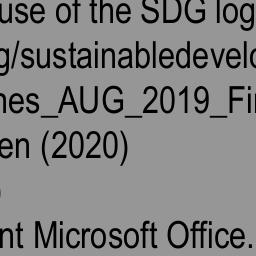 use of the SDG log
g/sustainabledevelo
nes_AUG_2019_Fi
en (2020)
nt Microsoft Office.